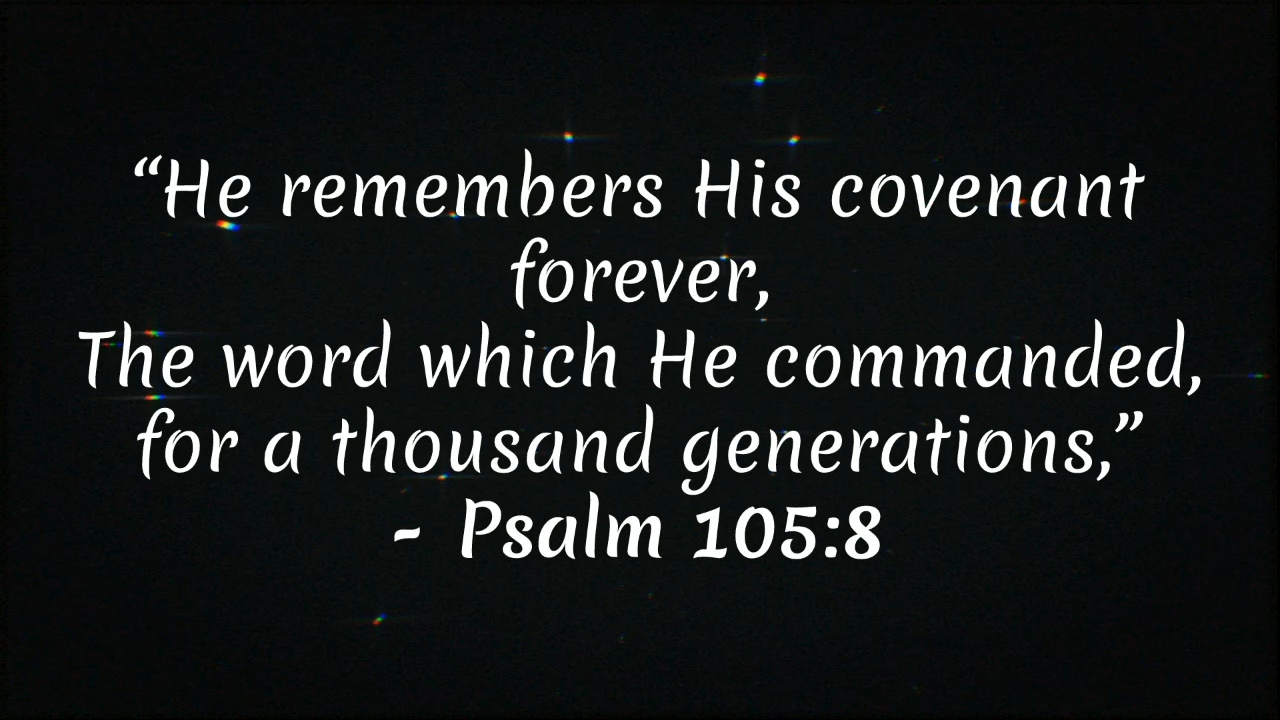 “He remembers His covenant
forever,
The word which He commanded,
for a thousand generations,”
- Psalm 105:8